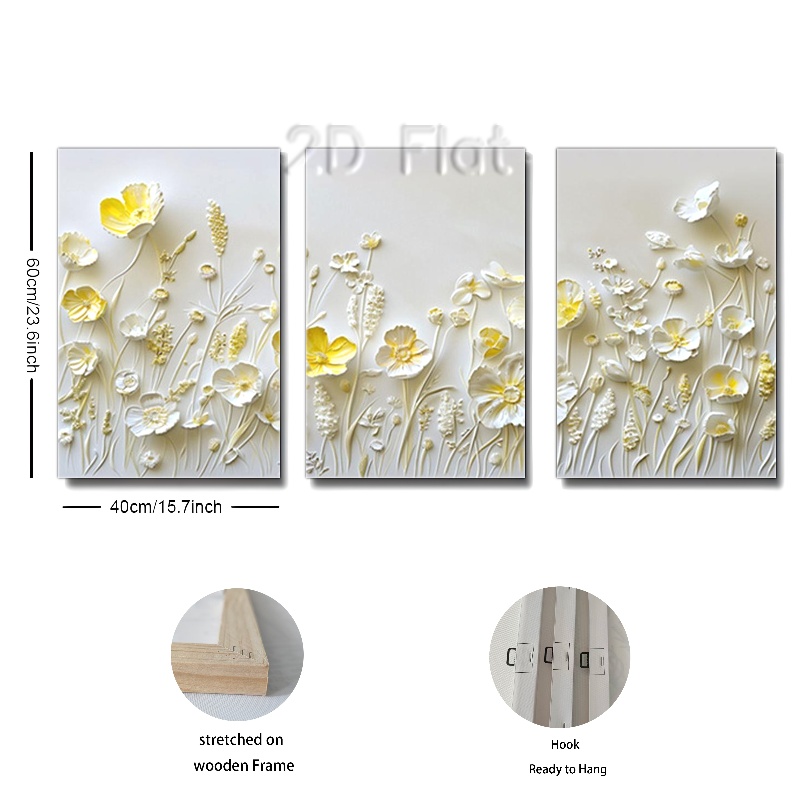 2D Flat
60cm/23.6inch
40cm/15.7inch
stretched on
wooden Frame
Hook
Ready to Hang